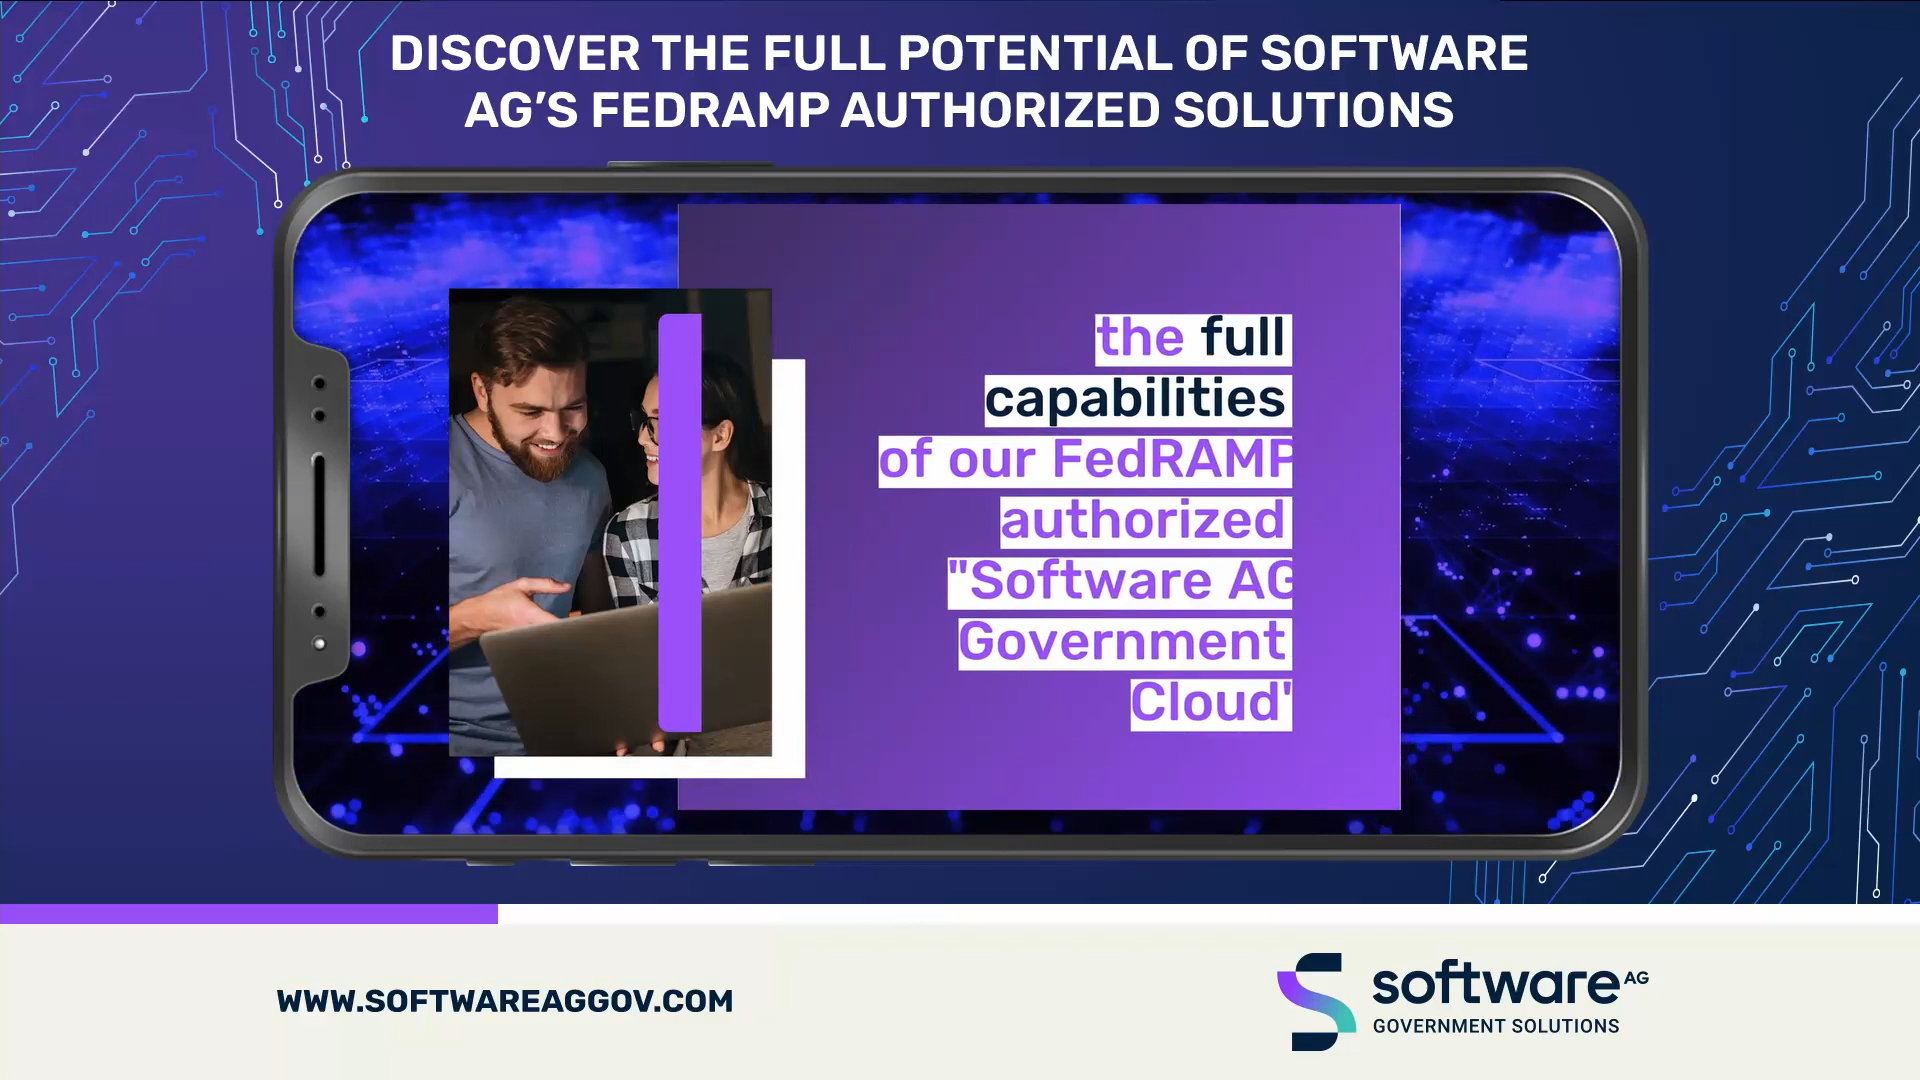 DISCOVER THE FULL POTENTIAL OF SOFTWARE
AG’S FEDRAMP AUTHORIZED SOLUTIONS
the full
capabilities
of our FedRAMP
authorized
"Software AG
Government
Cloud'
WWW.SOFTWAREAGGOV.COM
software AG
GOVERNMENT SOLUTIONS